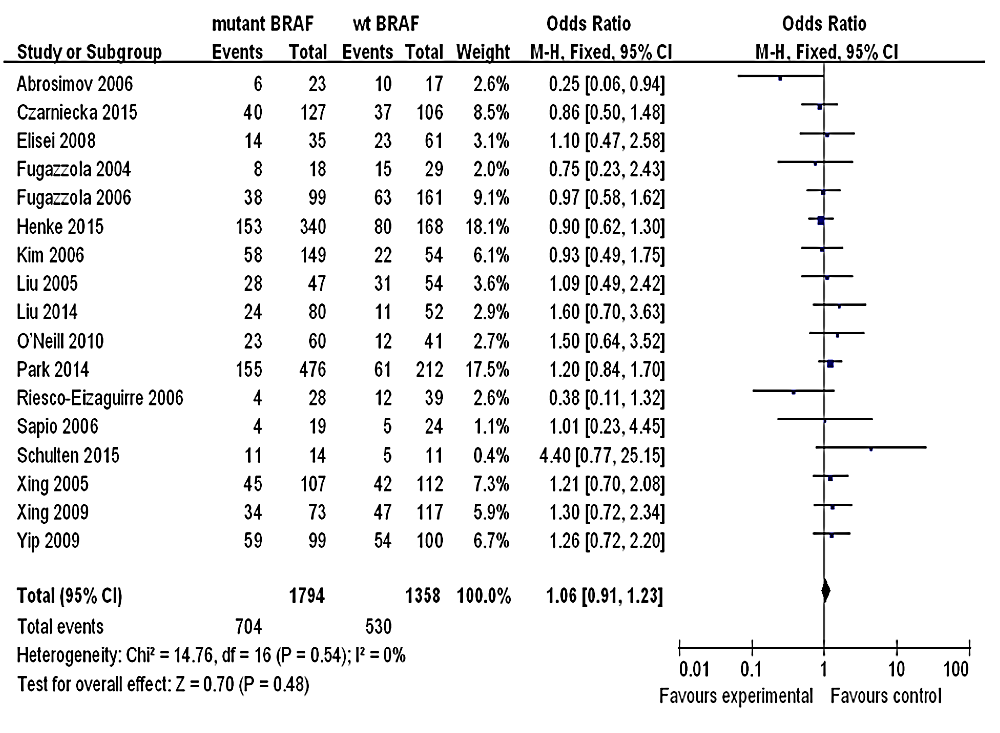 mutant BRAF wt BRAF Odds Ratio Odds Ratio
Study or Subgroup Events Total Events Total Weight M-H, Fixed, 95% CI M-H, Fixed, 95% CI
Abrosimov 2006 6 23 10 17 2.6% 0.25 [0.06, 0.94]
Czarniecka 2015 40 127 37 106 8.5% 0.86 [0.50, 1.48]
Elisei 2008 14 35 23 61 3.1% 1.10 [0.47, 2.58]
Fugazzola 2004 8 18 15 29 2.0% 0.75 [0.23, 2.43]
Fugazzola 2006 38 99 63 161 9.1% 0.97 [0.58, 1.62]
Henke 2015 153 340 80 168 18.1% 0.90 [0.62, 1.30]
Kim 2006 58 149 22 54 6.1% 0.93 [0.49, 1.75]
Liu 2005 28 47 31 54 3.6% 1.09 [0.49, 2.42]
Liu 2014 24 80 11 52 2.9% 1.60 [0.70, 3.63]
O'Neill 2010 23 60 12 41 2.7% 1.50 [0.64, 3.52]
Park 2014 155 476 61 212 17.5% 1.20 [0.84, 1.70]
Riesco-Eizaguirre 2006 4 28 12 39 2.6% 0.38 [0.11, 1.32]
Sapio 2006 4 19 5 24 1.1% 1.01 [0.23, 4.45]
Schulten 2015 11 14 5 11 0.4% 4.40 [0.77, 25.15]
Xing 2005 45 107 42 112 7.3% 1.21 [0.70, 2.08]
Xing 2009 34 73 47 117 5.9% 1.30 [0.72, 2.34]
Yip 2009 59 99 54 100 6.7% 1.26 [0.72, 2.20]
Total (95% CI) 1794 1358 100.0% 1.06 [0.91, 1.23]
Total events 704 530
Heterogeneity: Chi² = 14.76, df = 16 (P = 0.54); I² = 0%
Test for overall effect: Z = 0.70 (P = 0.48)
0.01 0.1 1 10 100
Favours experimental Favours control